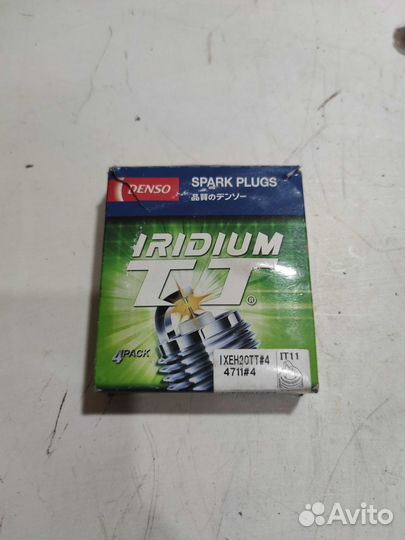 DENSO
SPARK PLUGS
品質のデンソー
IRIDIUM
TT®
4PACK
IXEH20TT#4
4711#4
IT11
Avito